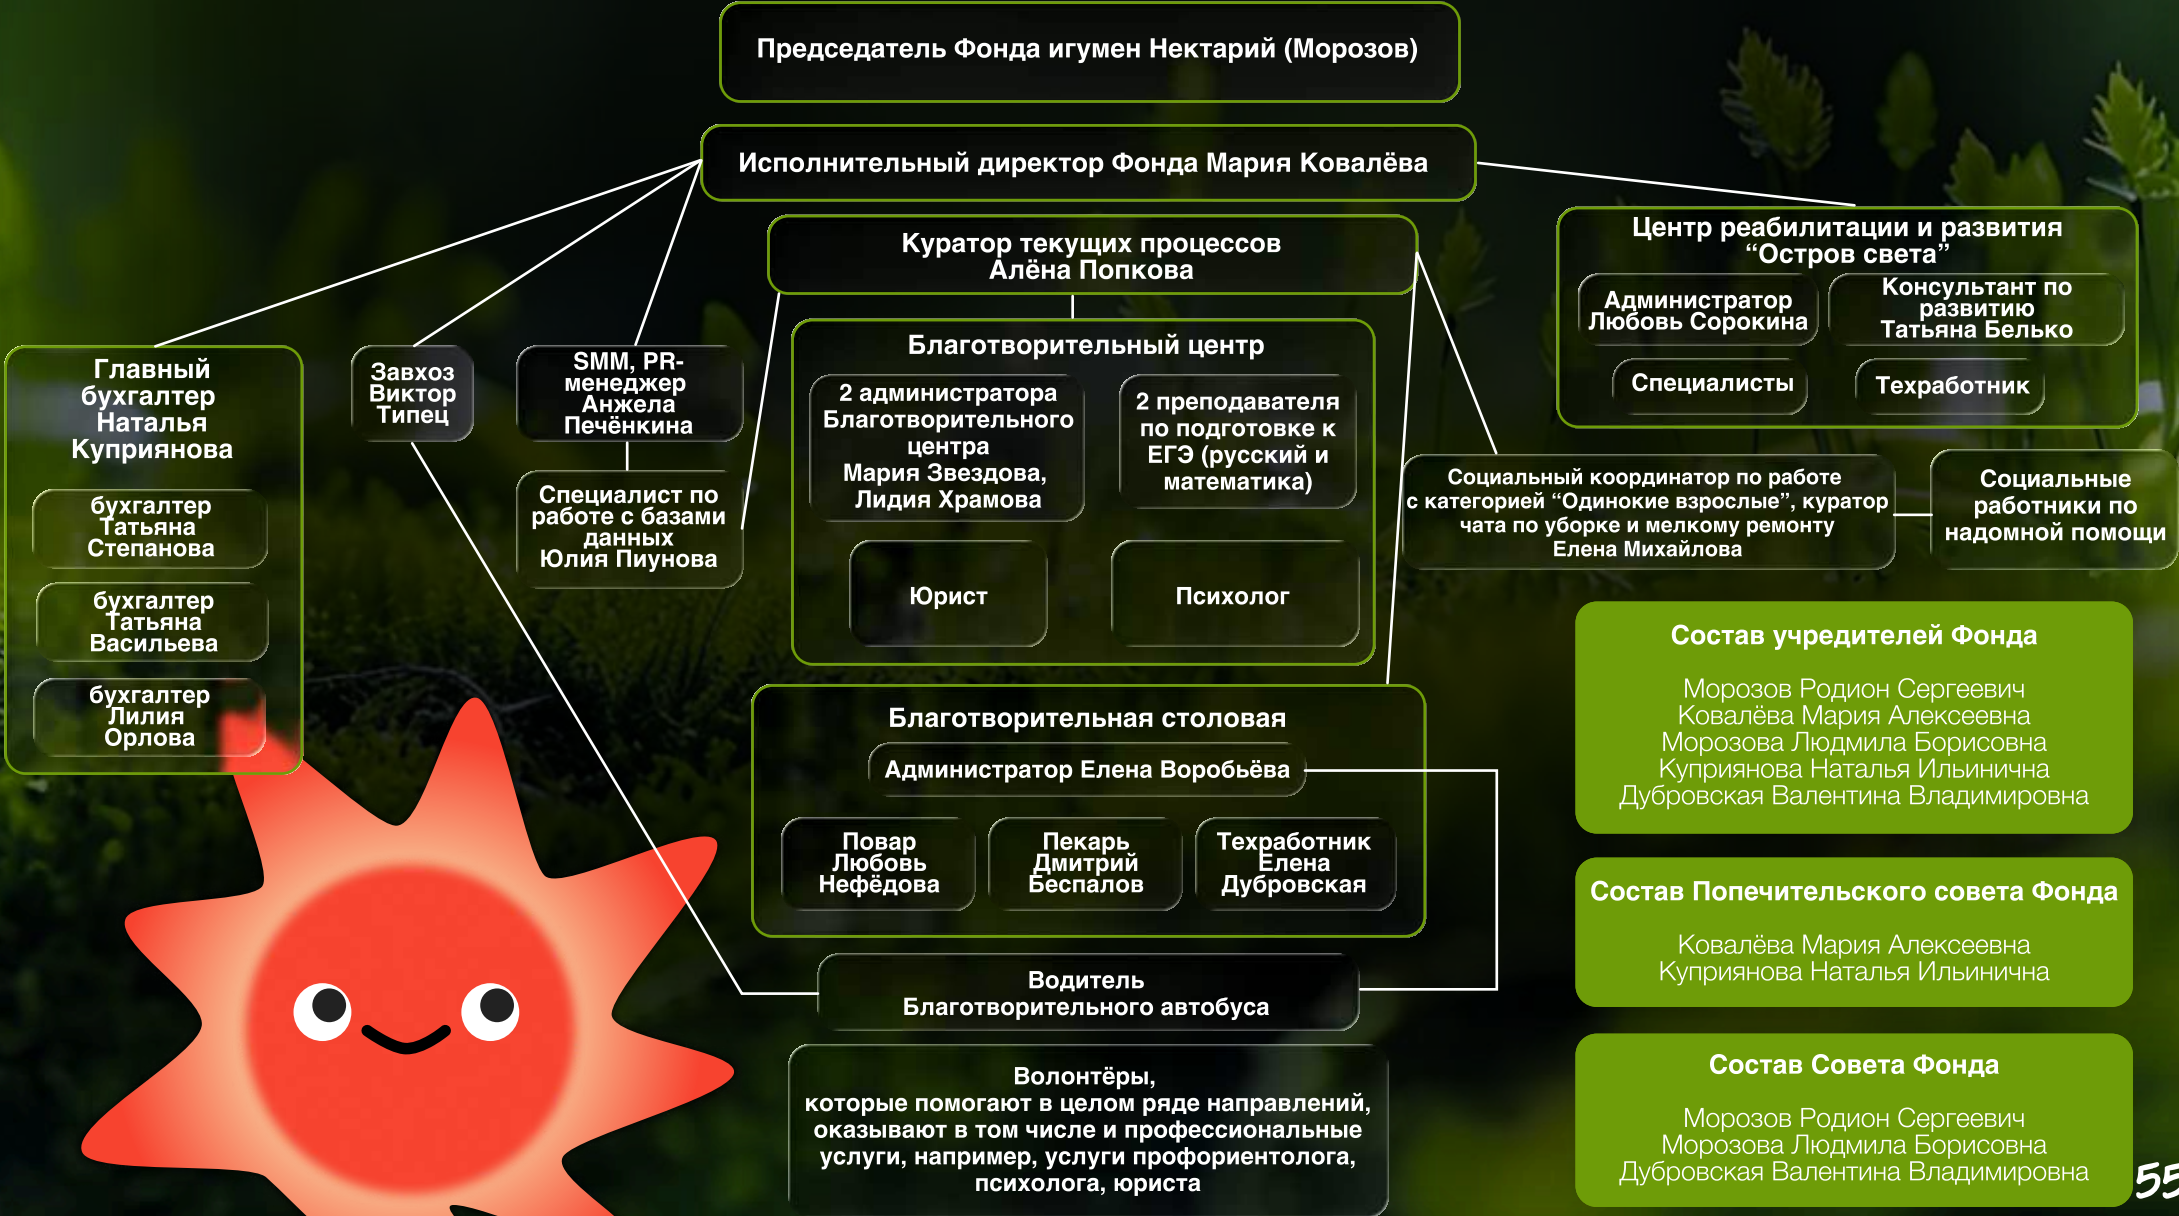 Председатель Фонда игумен Нектарий (Морозов)
Исполнительный директор Фонда Мария Ковалёва
Куратор текущих процессов
Алёна Попкова
Центр реабилитации и развития
“Остров света”
Администратор
Любовь Сорокина
Консультант по
развитию
Татьяна Белько
Специалисты
Техработник
Главный
бухгалтер
Наталья
Куприянова
бухгалтер
Татьяна
Степанова
бухгалтер
Татьяна
Васильева
бухгалтер
Лилия
Орлова
Завхоз
Виктор
Типец
SMM, PR-
менеджер
Анжела
Печёнкина
Специалист по
работе с базами
данных
Юлия Пиунова
Благотворительный центр
2 администратора
Благотворительного
центра
Мария Звездова,
Лидия Храмова
2 преподавателя
по подготовке к
ЕГЭ (русский и
математика)
Юрист
Психолог
Социальный координатор по работе
с категорией “Одинокие взрослые”, куратор
чата по уборке и мелкому ремонту
Елена Михайлова
Социальные
работники по
надомной помощи
Благотворительная столовая
Администратор Елена Воробьёва
Повар
Любовь
Нефёдова
Пекарь
Дмитрий
Беспалов
Техработник
Елена
Дубровская
Водитель
Благотворительного автобуса
Волонтёры,
которые помогают в целом ряде направлений,
оказывают в том числе и профессиональные
услуги, например, услуги профориентолога,
психолога, юриста
Состав учредителей Фонда
Морозов Родион Сергеевич
Ковалёва Мария Алексеевна
Морозова Людмила Борисовна
Куприянова Наталья Ильинична
Дубровская Валентина Владимировна
Состав Попечительского совета Фонда
Ковалёва Мария Алексеевна
Куприянова Наталья Ильинична
Состав Совета Фонда
Морозов Родион Сергеевич
Морозова Людмила Борисовна
Дубровская Валентина Владимировна
55